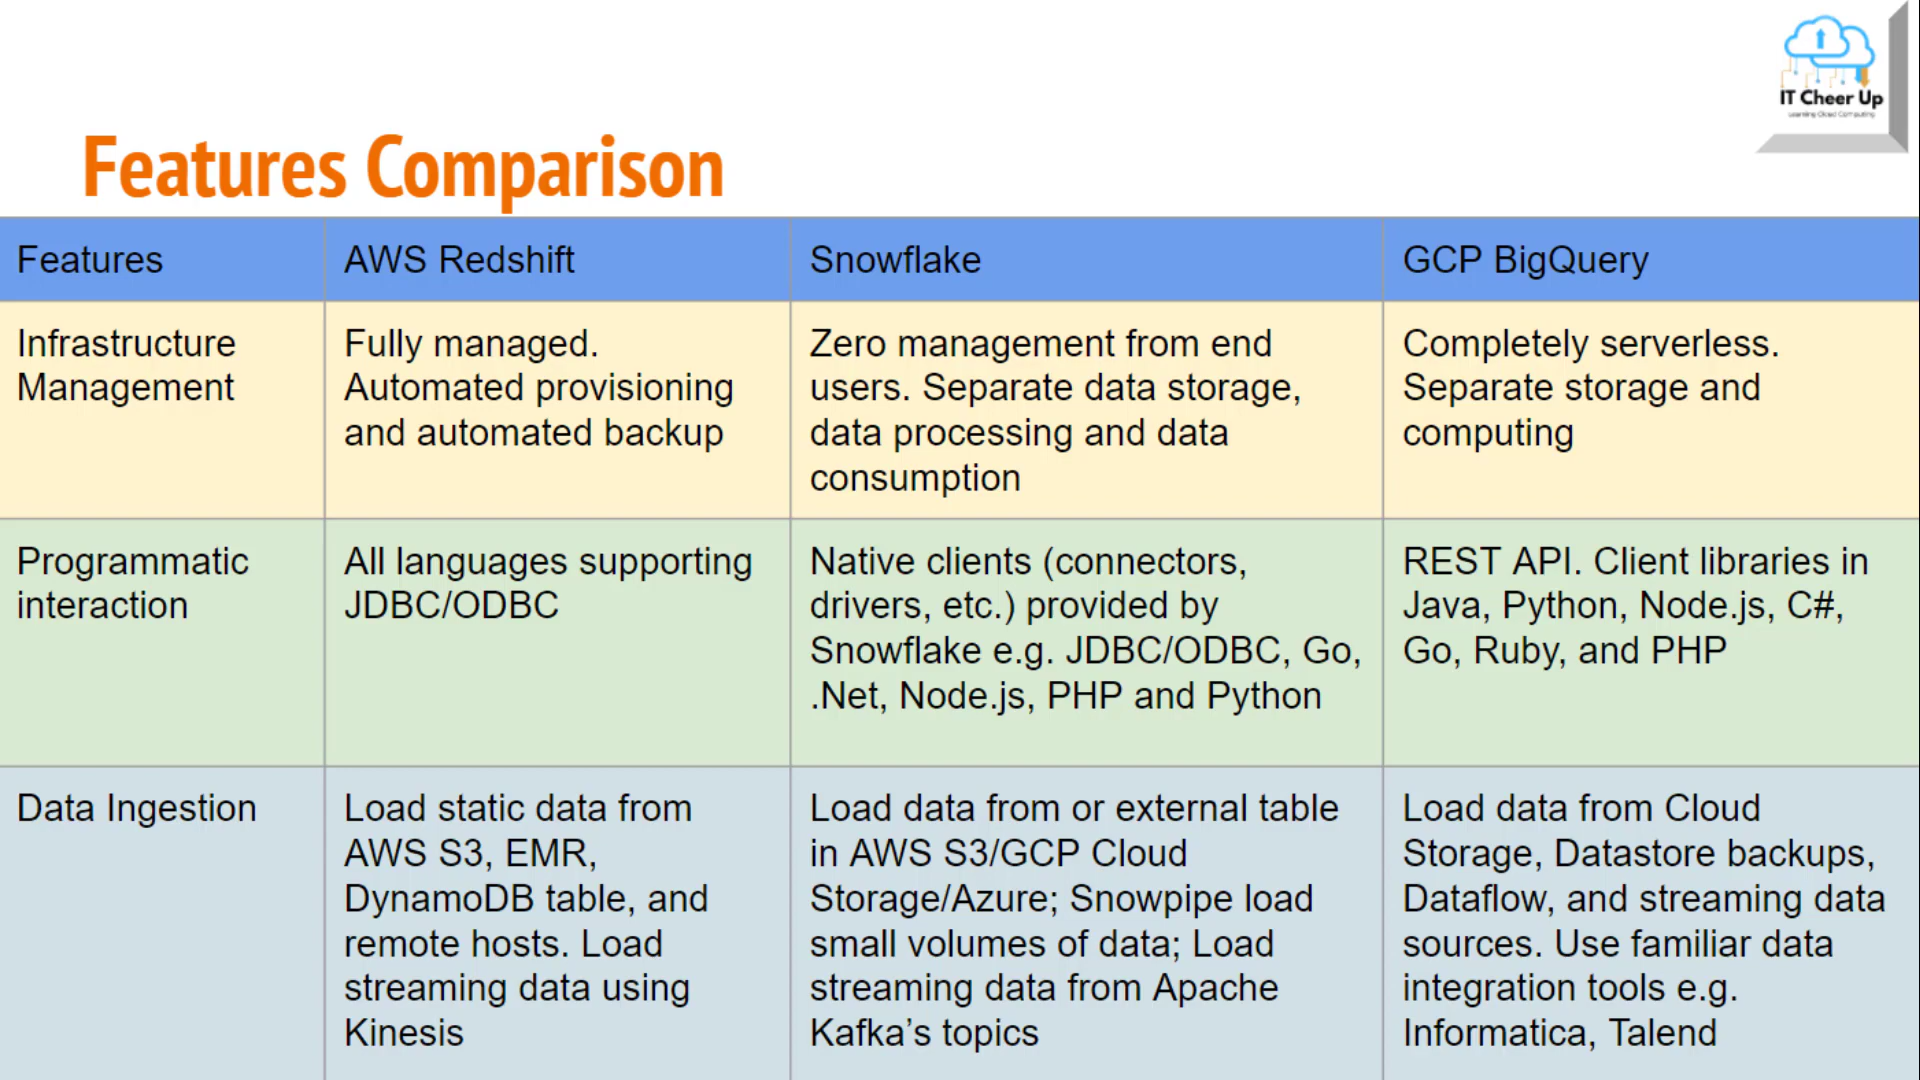 IT Cheer Up
Learning Cloud Computing
Features Comparison
Features
AWS Redshift
Snowflake
GCP BigQuery
Infrastructure
Management
Fully managed.
Automated provisioning
and automated backup
Zero management from end
users. Separate data storage,
data processing and data
consumption
Completely serverless.
Separate storage and
computing
Programmatic
interaction
All languages supporting
JDBC/ODBC
Native clients (connectors,
drivers, etc.) provided by
Snowflake e.g. JDBC/ODBC, Go,
.Net, Node.js, PHP and Python
REST API. Client libraries in
Java, Python, Node.js, C#,
Go, Ruby, and PHP
Data Ingestion
Load static data from
AWS S3, EMR,
DynamoDB table, and
remote hosts. Load
streaming data using
Kinesis
Load data from or external table
in AWS S3/GCP Cloud
Storage/Azure; Snowpipe load
small volumes of data; Load
streaming data from Apache
Kafka’s topics
Load data from Cloud
Storage, Datastore backups,
Dataflow, and streaming data
sources. Use familiar data
integration tools e.g.
Informatica, Talend